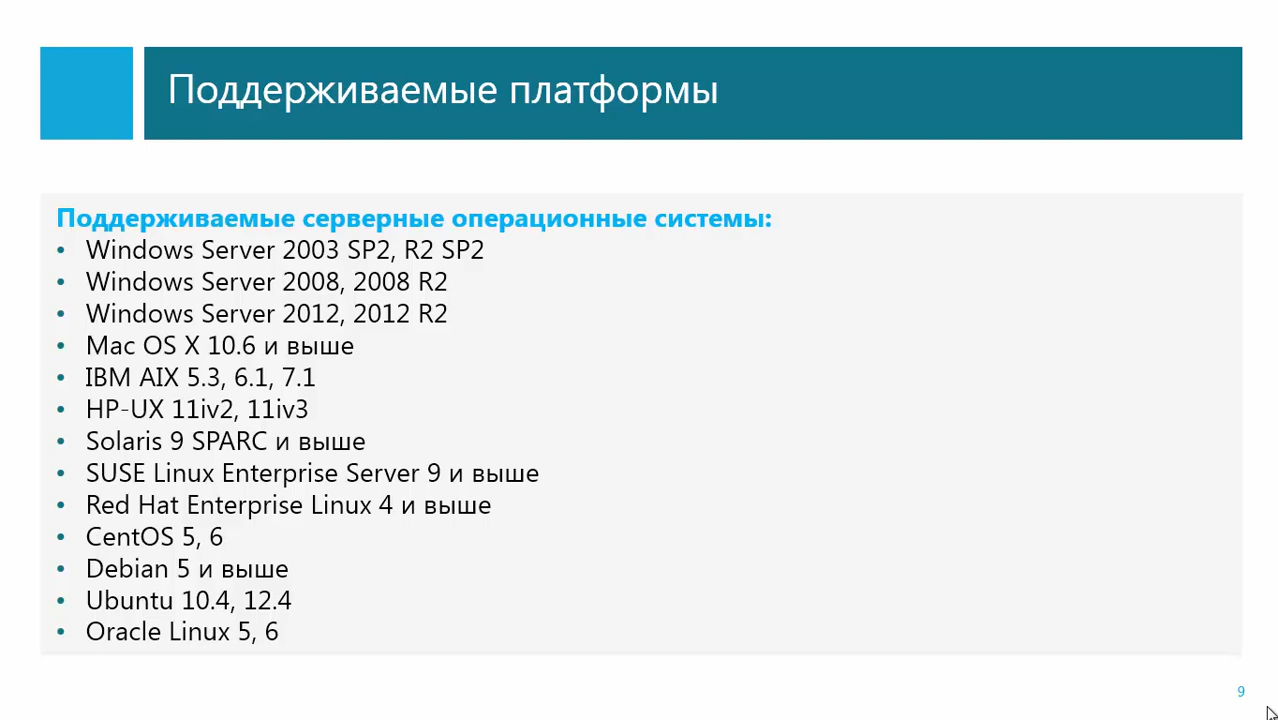 Поддерживаемые платформы
Поддерживаемые серверные операционные системы:
• Windows Server 2003 SP2, R2 SP2
• Windows Server 2008, 2008 R2
• Windows Server 2012, 2012 R2
• Mac OS X 10.6 и выше
• IBM AIX 5.3, 6.1, 7.1
• HP-UX 11iv2, 11iv3
• Solaris 9 SPARC и выше
• SUSE Linux Enterprise Server 9 и выше
• Red Hat Enterprise Linux 4 и выше
• CentOS 5, 6
• Debian 5 и выше
• Ubuntu 10.4, 12.4
• Oracle Linux 5, 6
9